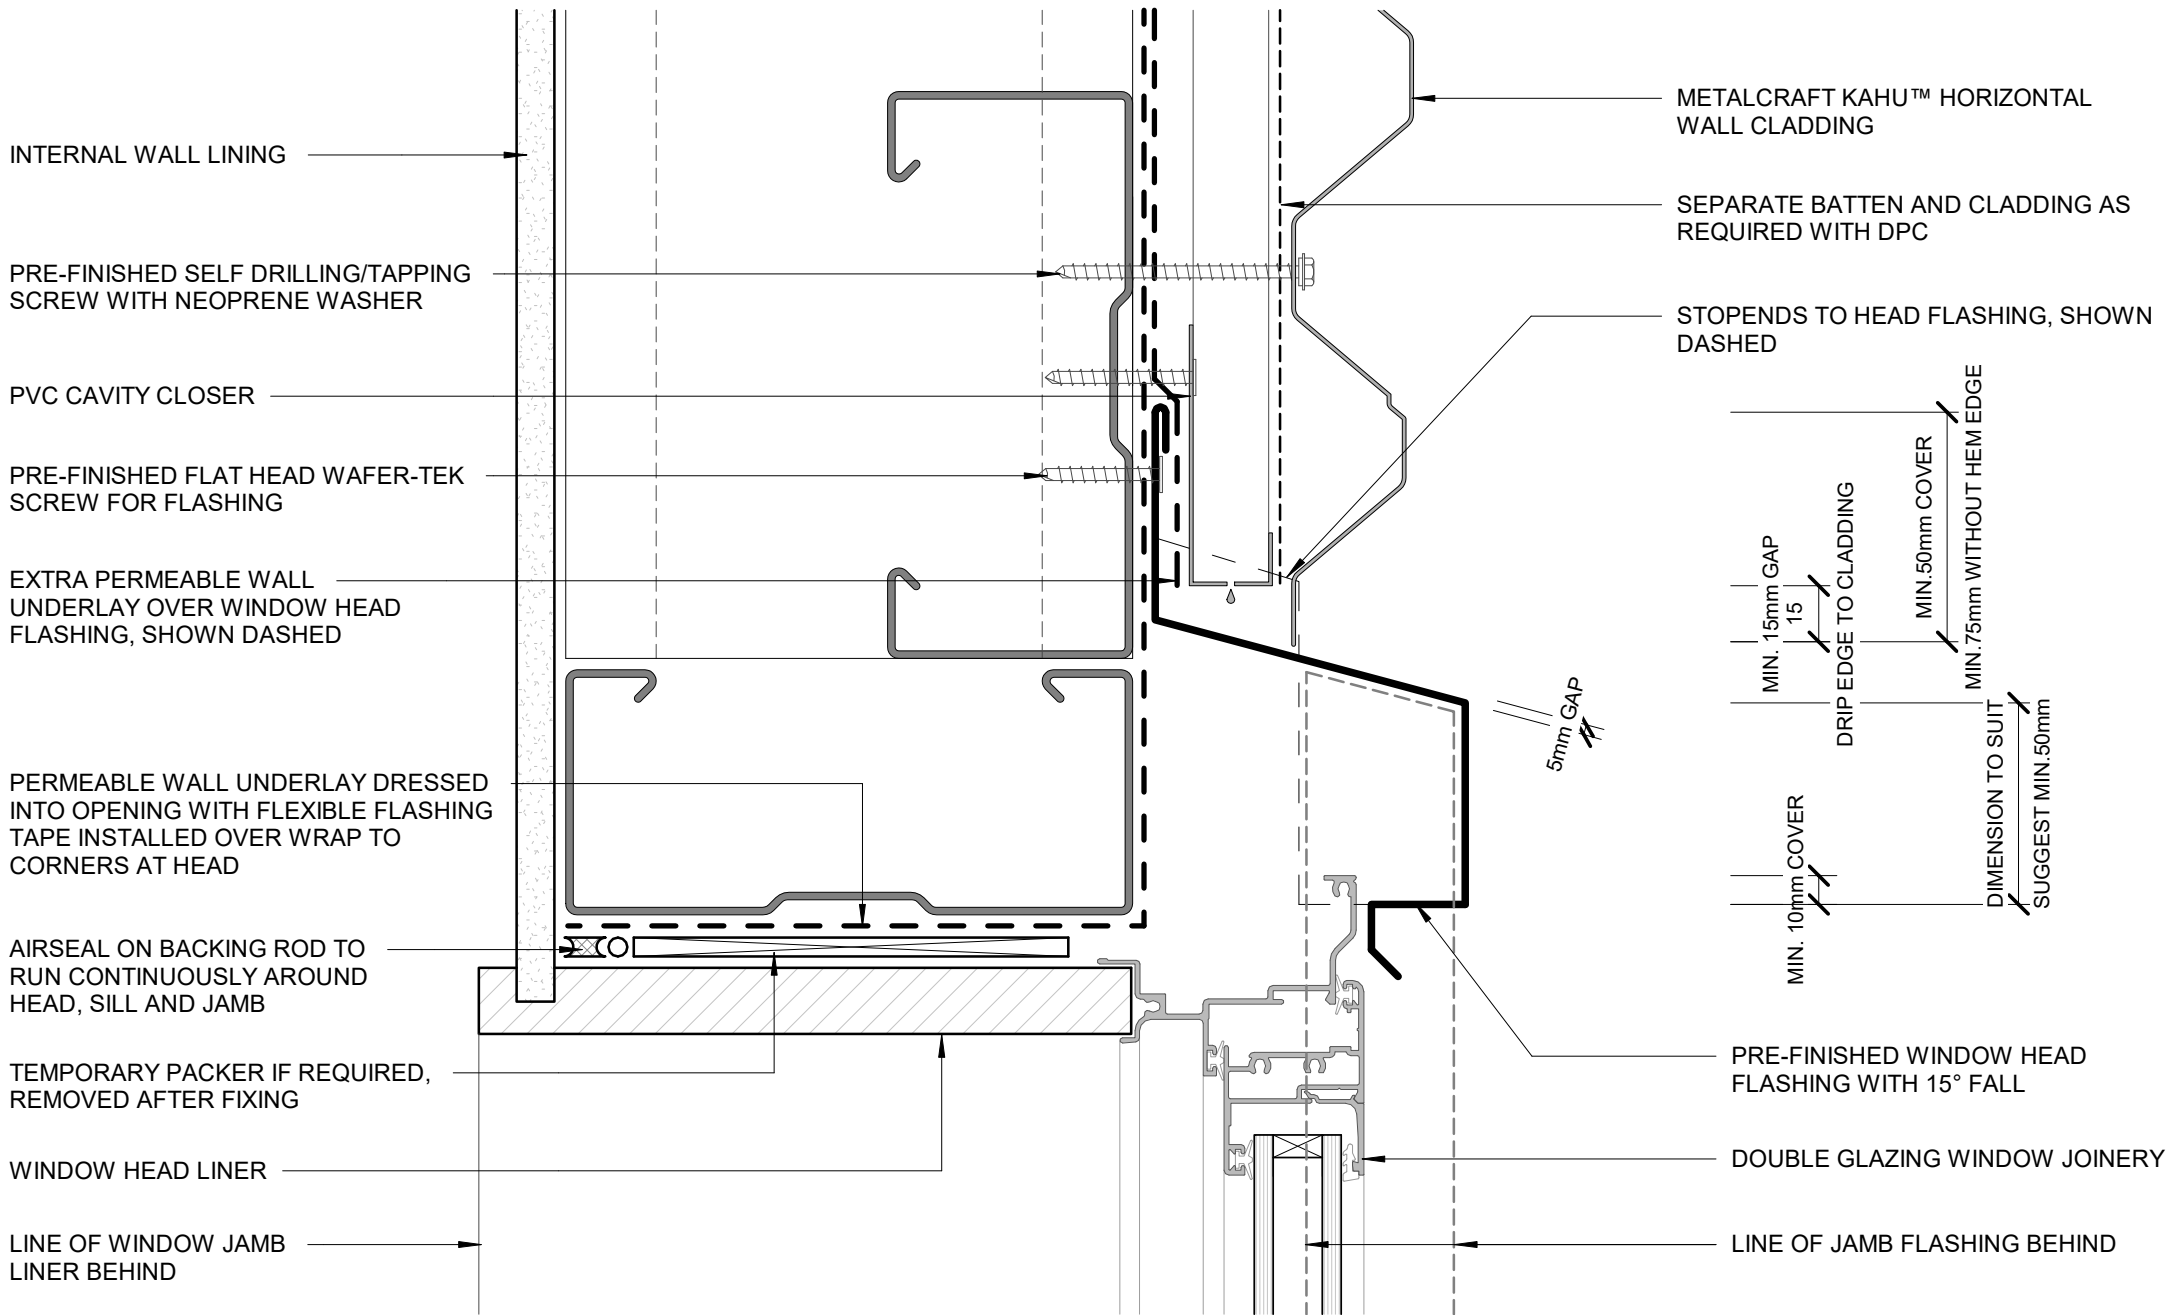 INTERNAL WALL LINING
PRE-FINISHED SELF DRILLING/TAPPING
SCREW WITH NEOPRENE WASHER
PVC CAVITY CLOSER
PRE-FINISHED FLAT HEAD WAFER-TEK
SCREW FOR FLASHING
EXTRA PERMEABLE WALL
UNDERLAY OVER WINDOW HEAD
FLASHING, SHOWN DASHED
PERMEABLE WALL UNDERLAY DRESSED
INTO OPENING WITH FLEXIBLE FLASHING
TAPE INSTALLED OVER WRAP TO
CORNERS AT HEAD
AIRSEAL ON BACKING ROD TO
RUN CONTINUOUSLY AROUND
HEAD, SILL AND JAMB
TEMPORARY PACKER IF REQUIRED,
REMOVED AFTER FIXING
WINDOW HEAD LINER
LINE OF WINDOW JAMB
LINER BEHIND
METALCRAFT KAHU™ HORIZONTAL
WALL CLADDING
SEPARATE BATTEN AND CLADDING AS
REQUIRED WITH DPC
STOPENDS TO HEAD FLASHING, SHOWN
DASHED
MIN. 15mm GAP
15
DRIP EDGE TO CLADDING
MIN.50mm COVER
MIN.75mm WITHOUT HEM EDGE
5mm GAP
MIN. 10mm COVER
DIMENSION TO SUIT
SUGGEST MIN.50mm
PRE-FINISHED WINDOW HEAD
FLASHING WITH 15° FALL
DOUBLE GLAZING WINDOW JOINERY
LINE OF JAMB FLASHING BEHIND